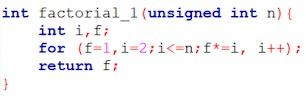 int factorial_1(unsigned int n){
int i,f;
for (f=1,i=2;i<=n;f*=i, i++);
return f;
}